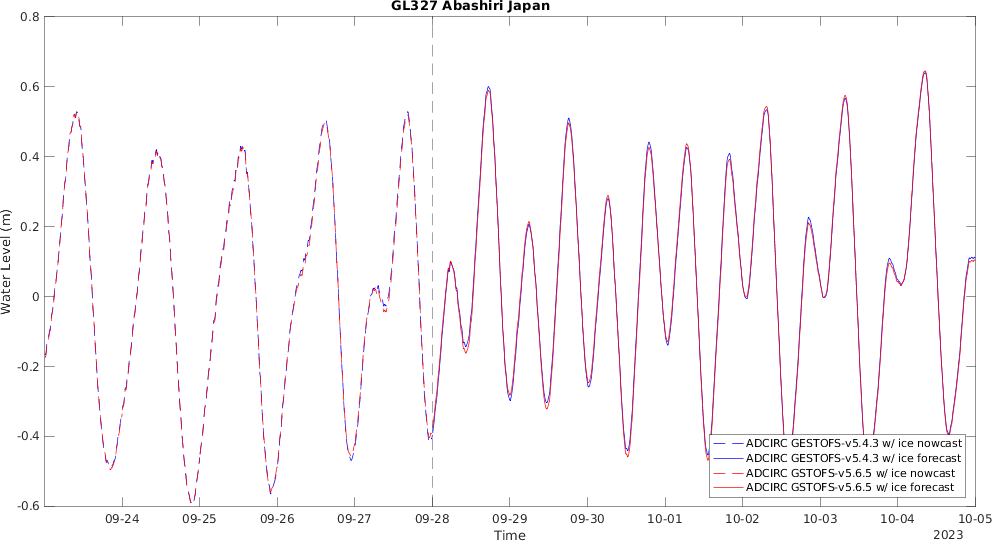 GL327 Abashiri Japan
0.8
0.6
0.4
0.2
0
-0.2
-0.4
-0.6
Water Level (m)
ADCIRC GESTOFS-v5.4.3 w/ ice nowcast
ADCIRC GESTOFS-v5.4.3 w/ ice forecast
ADCIRC GSTOFS-v5.6.5 w/ ice nowcast
ADCIRC GSTOFS-v5.6.5 w/ ice forecast
09-24 09-25 09-26 09-27 09-28 09-29 09-30 10-01 10-02 10-03 10-04 10-05
Time
2023